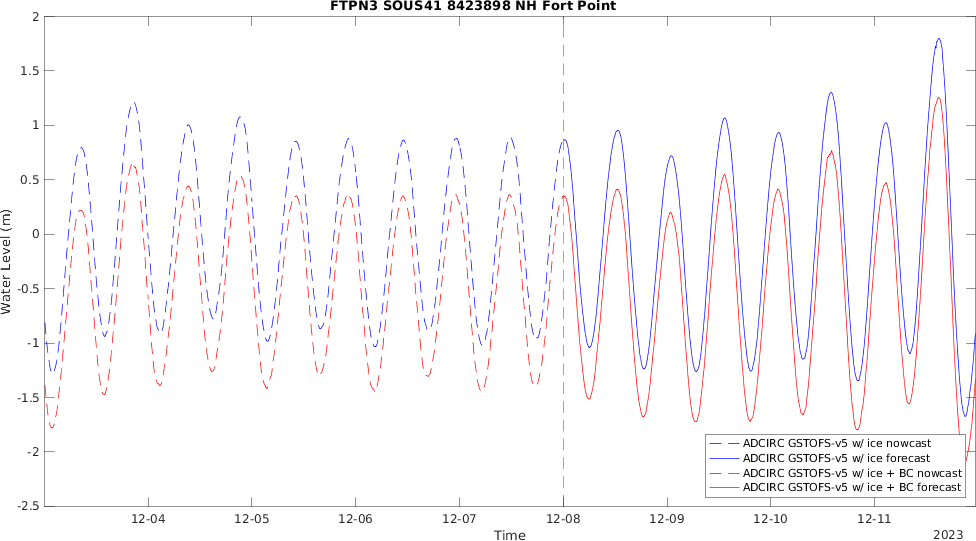 FTPN3 SOUS41 8423898 NH Fort Point
2
1.5
1
0.5
0
-0.5
-1
-1.5
-2
-2.5
Water Level (m)
12-04 12-05 12-06 12-07 12-08 12-09 12-10 12-11
Time
2023
ADCIRC GSTOFS-v5 w/ ice nowcast
ADCIRC GSTOFS-v5 w/ ice forecast
ADCIRC GSTOFS-v5 w/ ice + BC nowcast
ADCIRC GSTOFS-v5 w/ ice + BC forecast